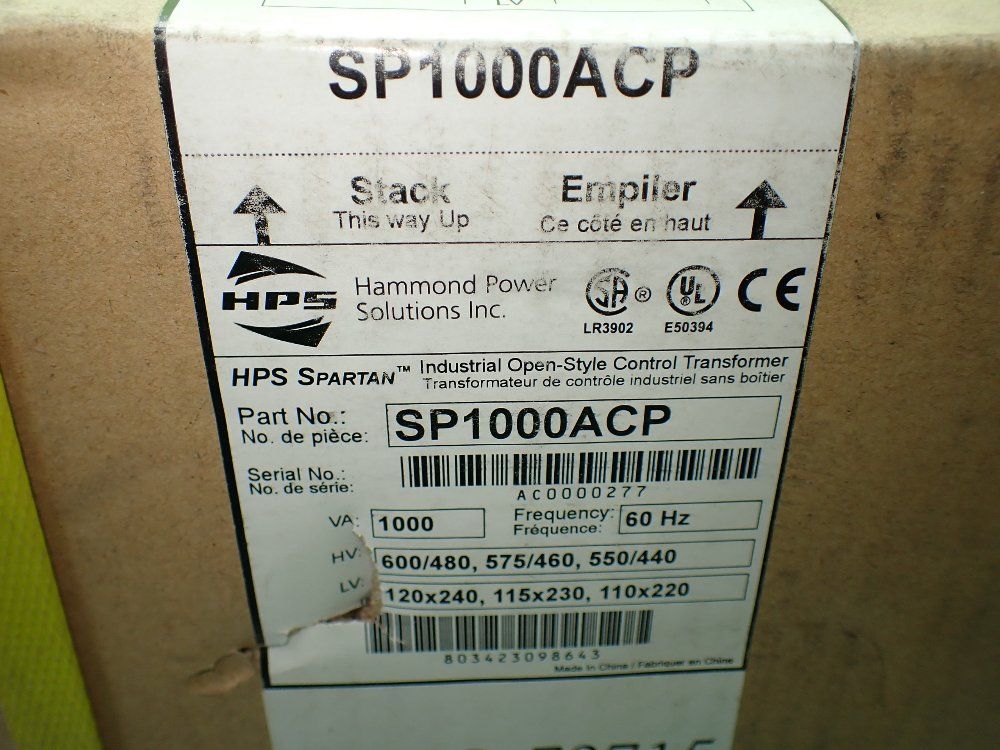 SP1000ACP
Stack Empiler
This way Up Ce côté en haut
HPS Hammond Power
Solutions Inc.
SA ® UL CE
LR3902 E50394
HPS SPARTAN™ Industrial Open-Style Control Transformer
Transformateur de contrôle industriel sans boîtier
Part No.: SP1000ACP
No. de pièce:
Serial No.:
No. de série:
AC0000277
VA: 1000 Frequency: 60 Hz
Fréquence:
HV: 600/480, 575/460, 550/440
LV: 120x240, 115x230, 110x220
803423098643
Made in China / Fabriquer en Chine